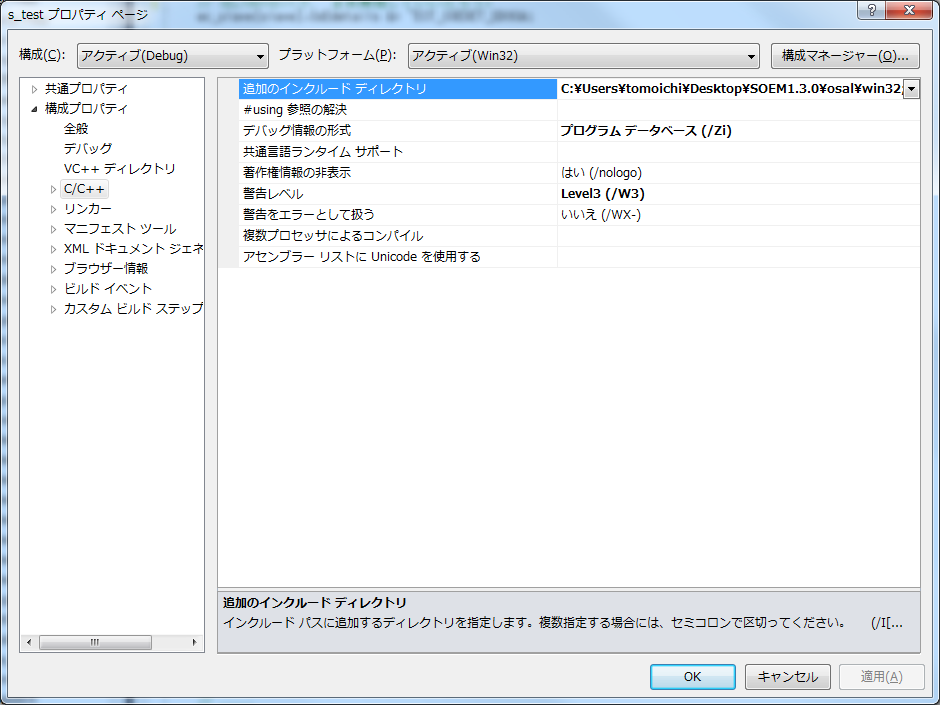 s_test プロパティ ページ
構成(C): アクティブ(Debug) プラットフォーム(P): アクティブ(Win32) 構成マネージャー(O)...
共通プロパティ
構成プロパティ
全般
デバッグ
VC++ ディレクトリ
C/C++
リンカー
マニフェスト ツール
XML ドキュメント ジェネ
ブラウザー情報
ビルド イベント
カスタム ビルド ステップ
追加のインクルード ディレクトリ C:¥Users¥tomoichi¥Desktop¥SOEM1.3.0¥osal¥win32;
#using 参照の解決
デバッグ情報の形式 プログラム データベース (/Zi)
共通言語ランタイム サポート
著作権情報の非表示 はい (/nologo)
警告レベル Level3 (/W3)
警告をエラーとして扱う いいえ (/WX-)
複数プロセッサによるコンパイル
アセンブラー リストに Unicode を使用する
追加のインクルード ディレクトリ
インクルード パスに追加するディレクトリを指定します。複数指定する場合には、セミコロンで区切ってください。 (/I[...
OK キャンセル 適用(A)